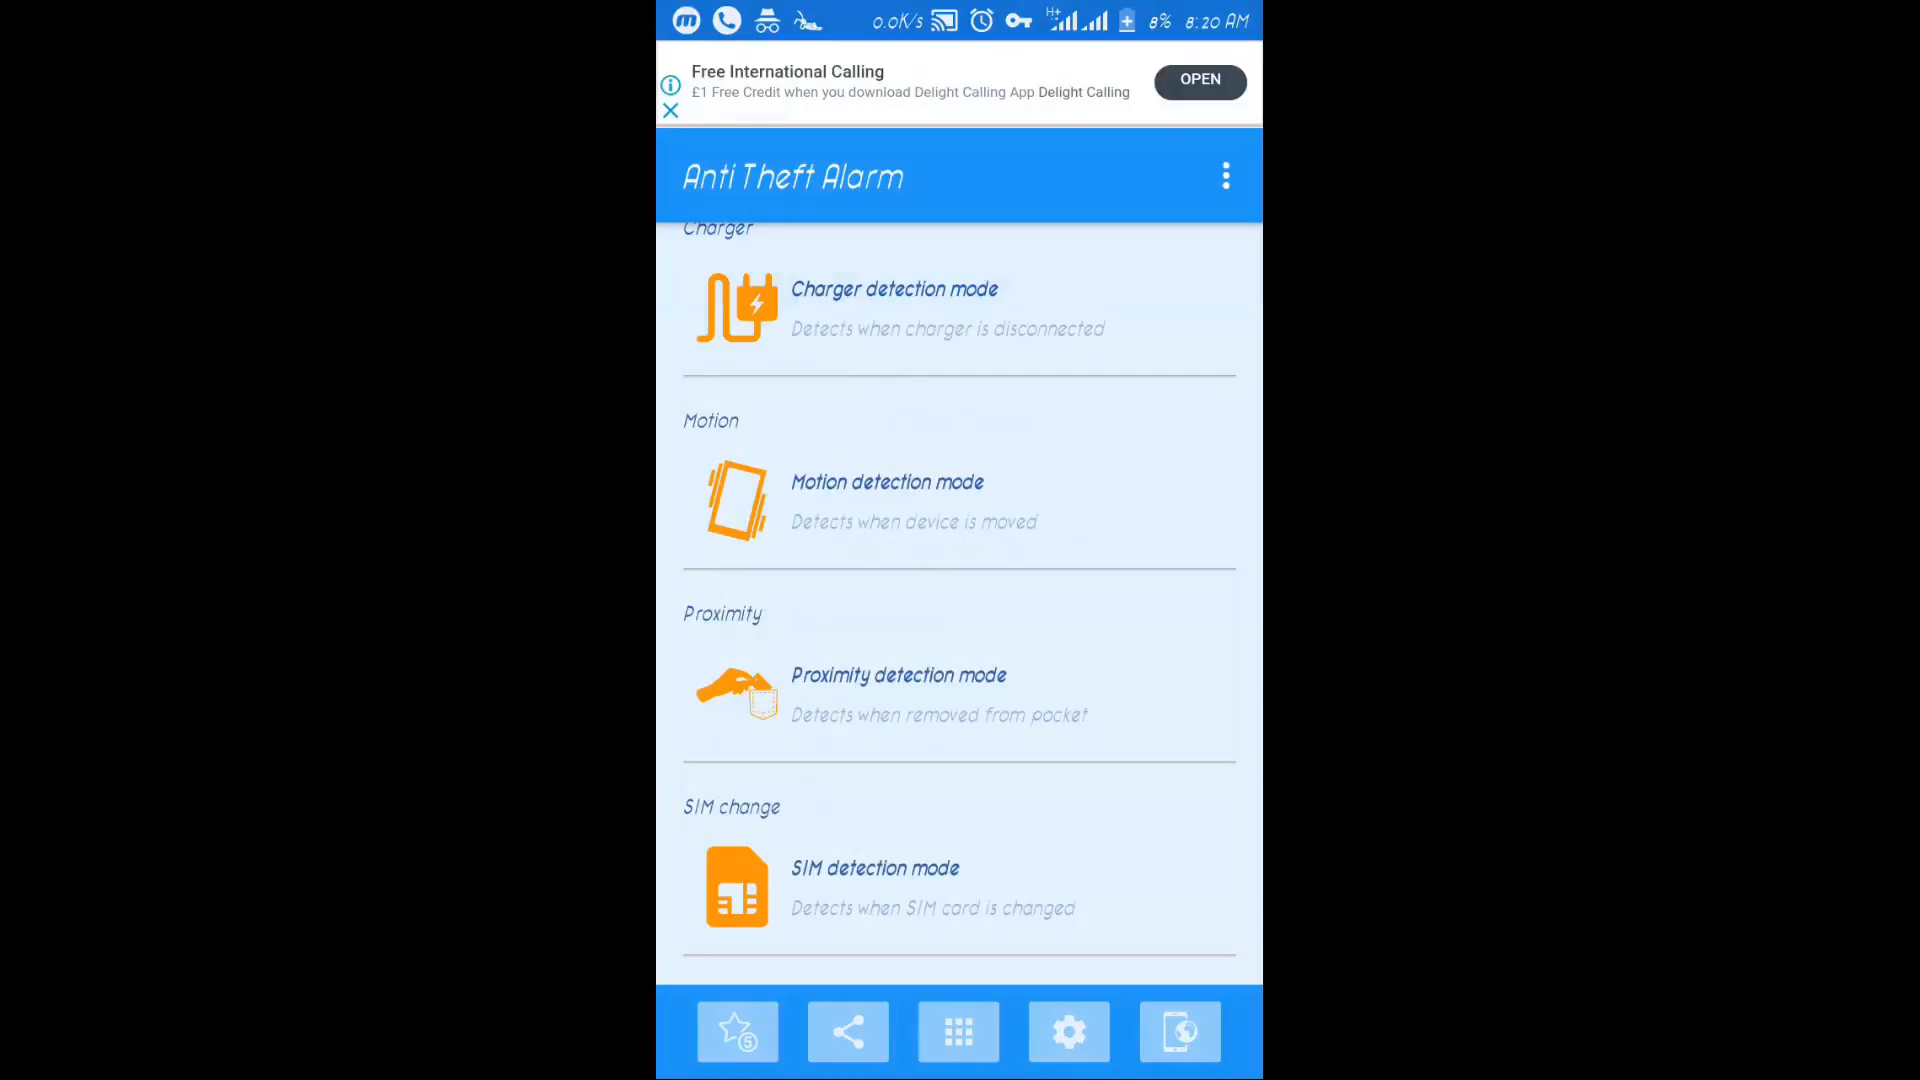 0.0K/s H+ 8% 8:20 AM
Free International Calling
£1 Free Credit when you download Delight Calling App Delight Calling
OPEN
Anti Theft Alarm
Charger
Charger detection mode
Detects when charger is disconnected
Motion
Motion detection mode
Detects when device is moved
Proximity
Proximity detection mode
Detects when removed from pocket
SIM change
SIM detection mode
Detects when SIM card is changed
5